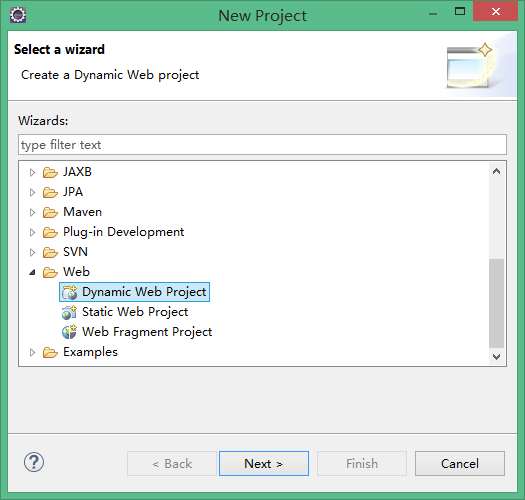 New Project
Select a wizard
Create a Dynamic Web project
Wizards:
type filter text
JAXB
JPA
Maven
Plug-in Development
SVN
Web
Dynamic Web Project
Static Web Project
Web Fragment Project
Examples
? < Back Next > Finish Cancel